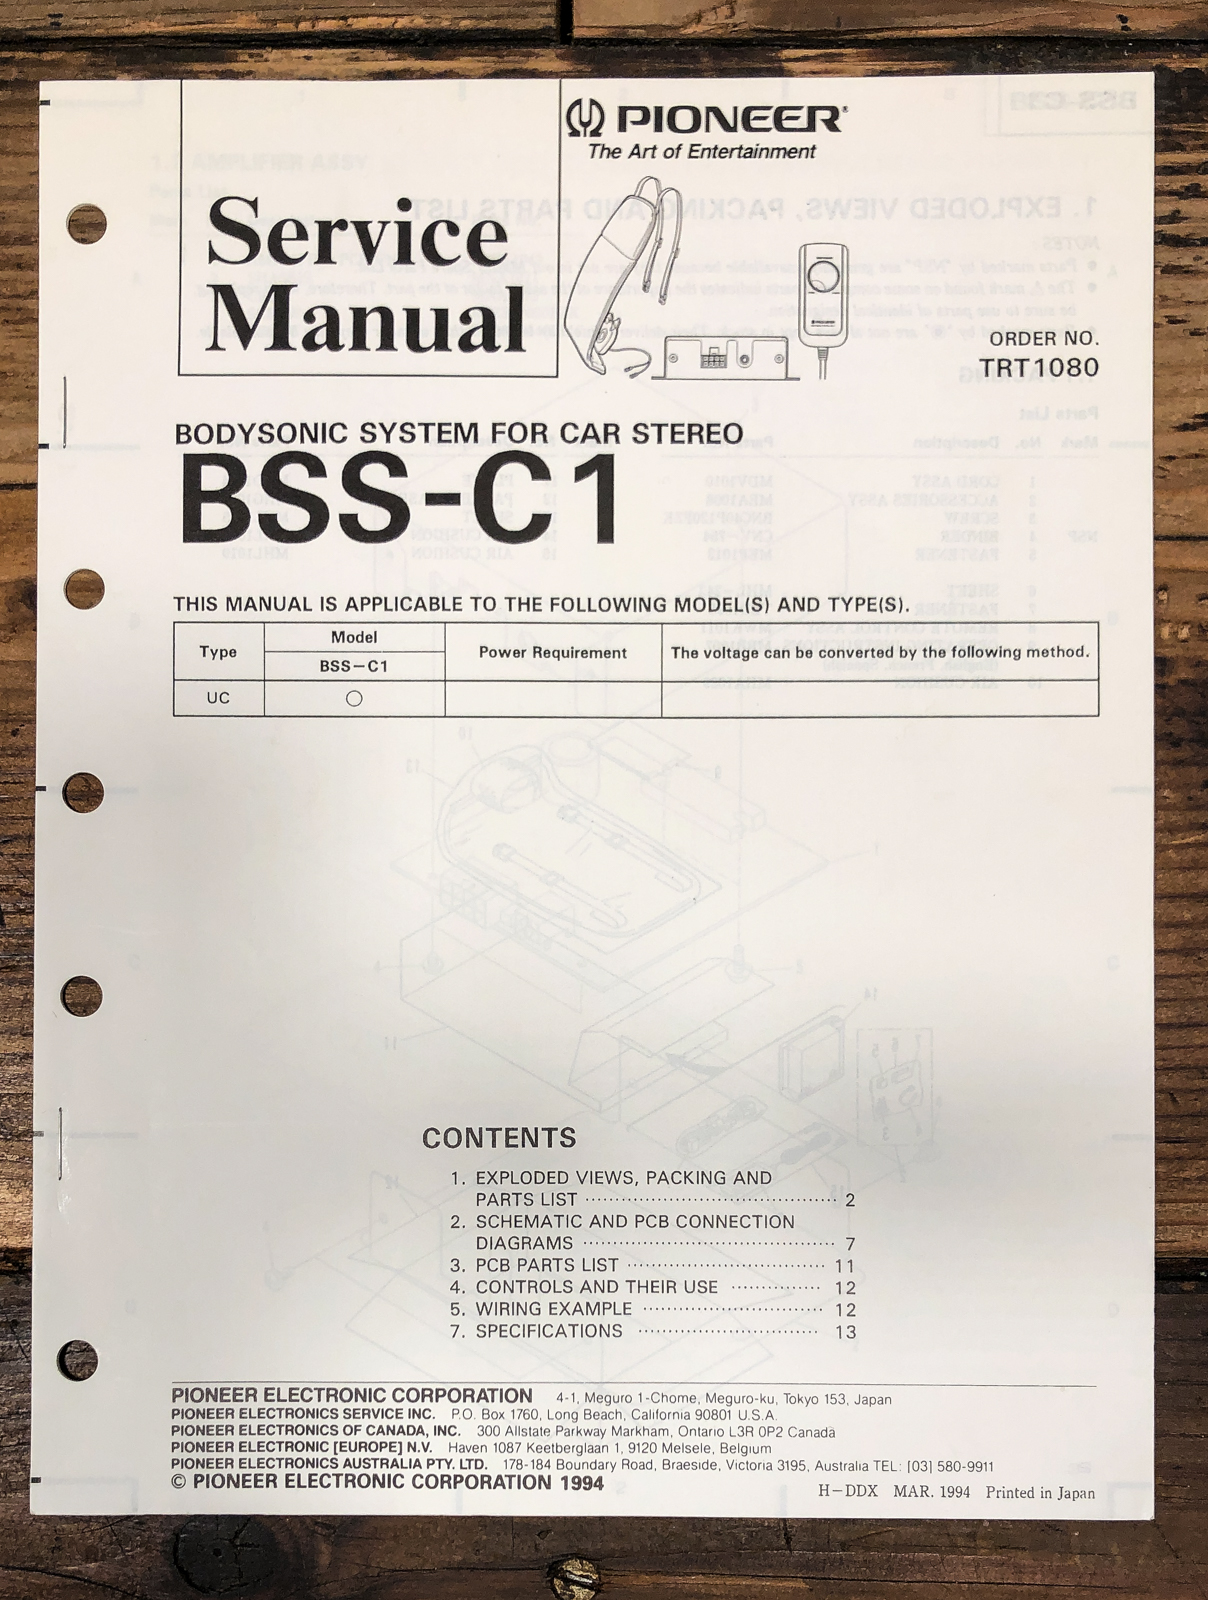 PIONEER®
The Art of Entertainment
Service
Manual
ORDER NO.
TRT1080
BODYSONIC SYSTEM FOR CAR STEREO
BSS-C1
THIS MANUAL IS APPLICABLE TO THE FOLLOWING MODEL(S) AND TYPE(S).
Type
Model
BSS−C1
Power Requirement
The voltage can be converted by the following method.
UC ○
CONTENTS
1. EXPLODED VIEWS, PACKING AND
PARTS LIST ········································· 2
2. SCHEMATIC AND PCB CONNECTION
DIAGRAMS ········································· 7
3. PCB PARTS LIST ································· 11
4. CONTROLS AND THEIR USE ··············· 12
5. WIRING EXAMPLE ······························ 12
7. SPECIFICATIONS ······························ 13
PIONEER ELECTRONIC CORPORATION 4-1, Meguro 1-Chome, Meguro-ku, Tokyo 153, Japan
PIONEER ELECTRONICS SERVICE INC. P.O. Box 1760, Long Beach, California 90801 U.S.A.
PIONEER ELECTRONICS OF CANADA, INC. 300 Allstate Parkway Markham, Ontario L3R 0P2 Canada
PIONEER ELECTRONIC [EUROPE] N.V. Haven 1087 Keetberglaan 1, 9120 Melsele, Belgium
PIONEER ELECTRONICS AUSTRALIA PTY. LTD. 178-184 Boundary Road, Braeside, Victoria 3195, Australia TEL: [03] 580-9911
© PIONEER ELECTRONIC CORPORATION 1994
H−DDX MAR. 1994 Printed in Japan